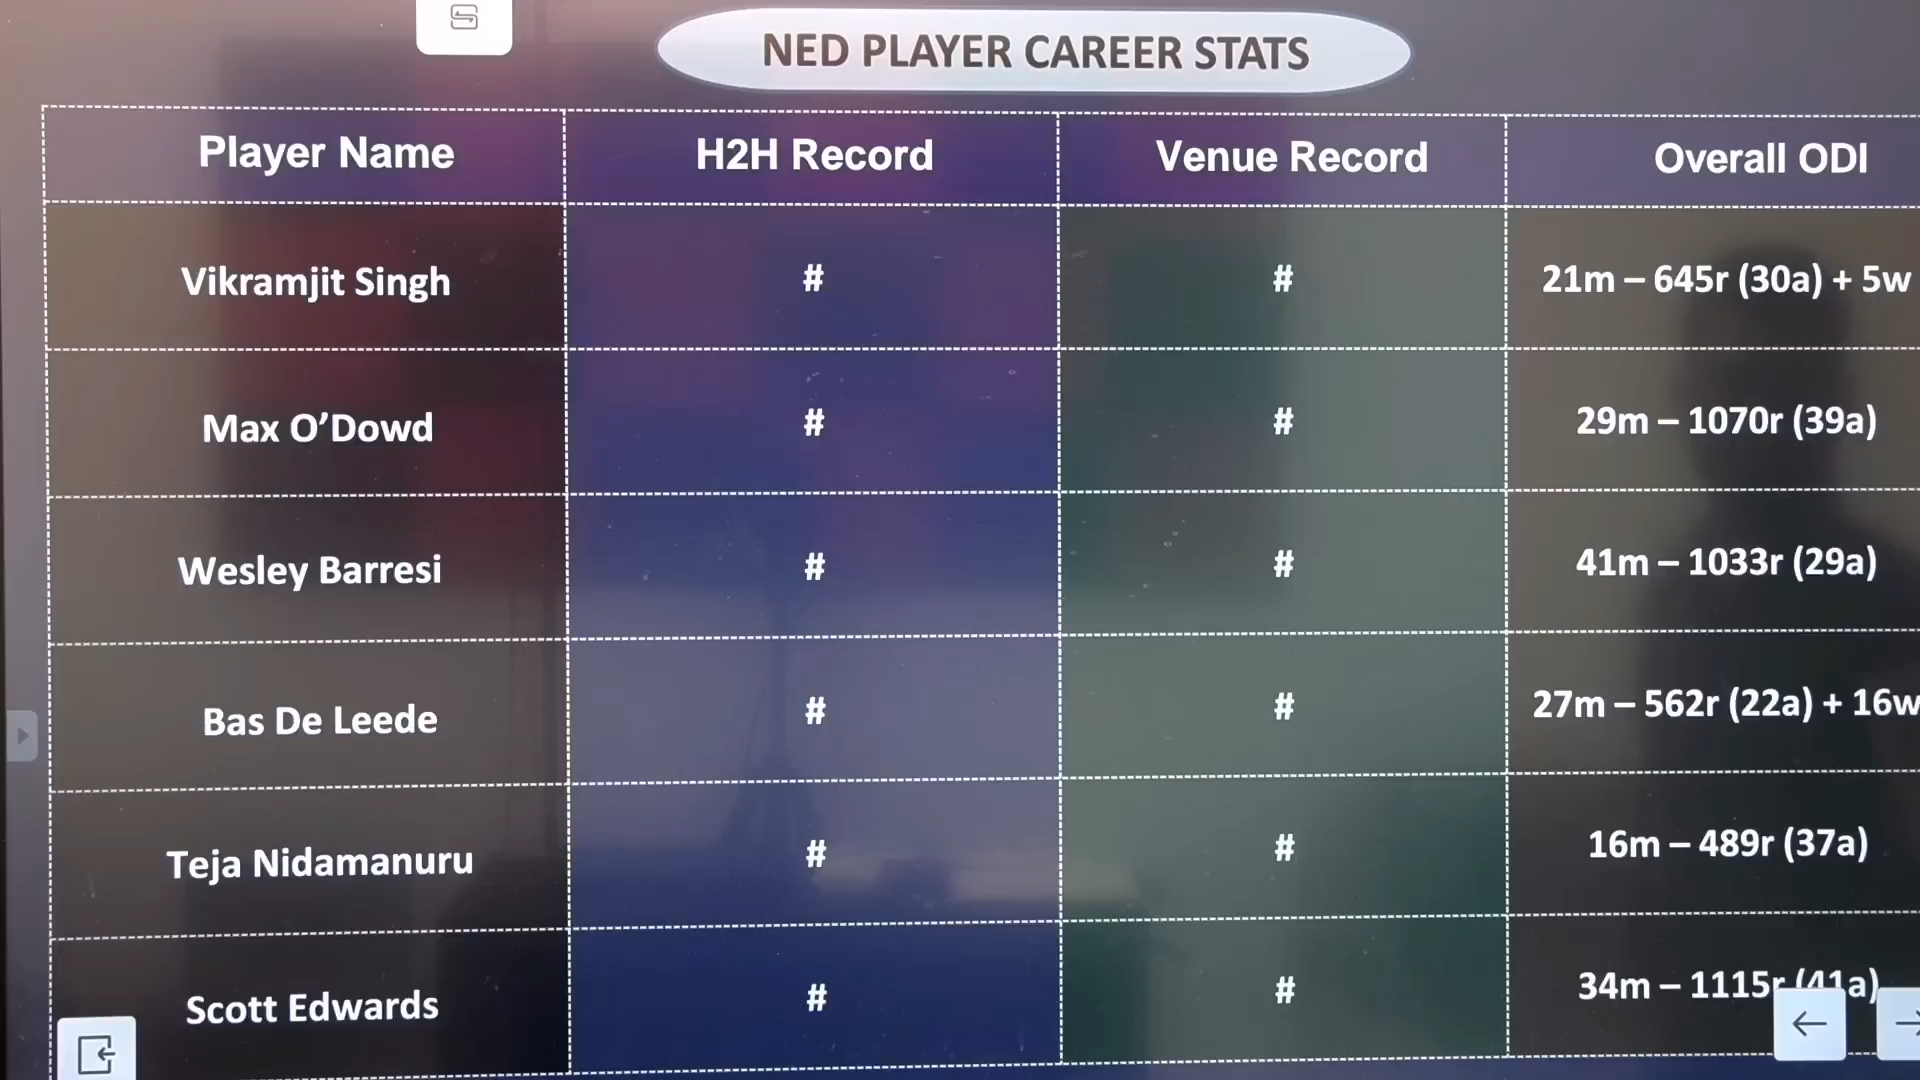 NED PLAYER CAREER STATS
Player Name H2H Record Venue Record Overall ODI
Vikramjit Singh # # 21m – 645r (30a) + 5w
Max O’Dowd # # 29m – 1070r (39a)
Wesley Barresi # # 41m – 1033r (29a)
Bas De Leede # # 27m – 562r (22a) + 16w
Teja Nidamanuru # # 16m – 489r (37a)
Scott Edwards # # 34m – 1115r (41a)